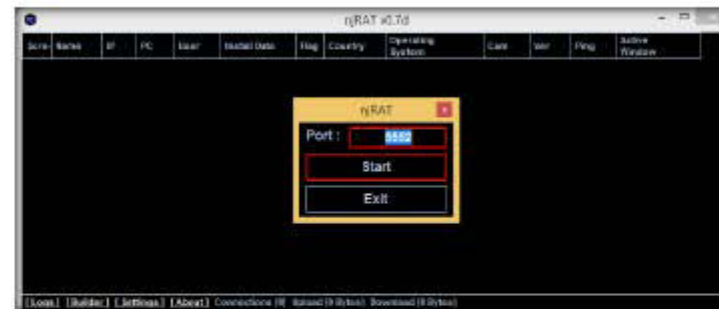 njRAT v0.7d
Name IP PC User Install Date Flag Country Operating System Cam Ver Ping Active Window
njRAT
Port : 5552
Start
Exit
[Logs] [Builder] [Settings] [About] Connections [0] Upload [0 Bytes] Download [0 Bytes]